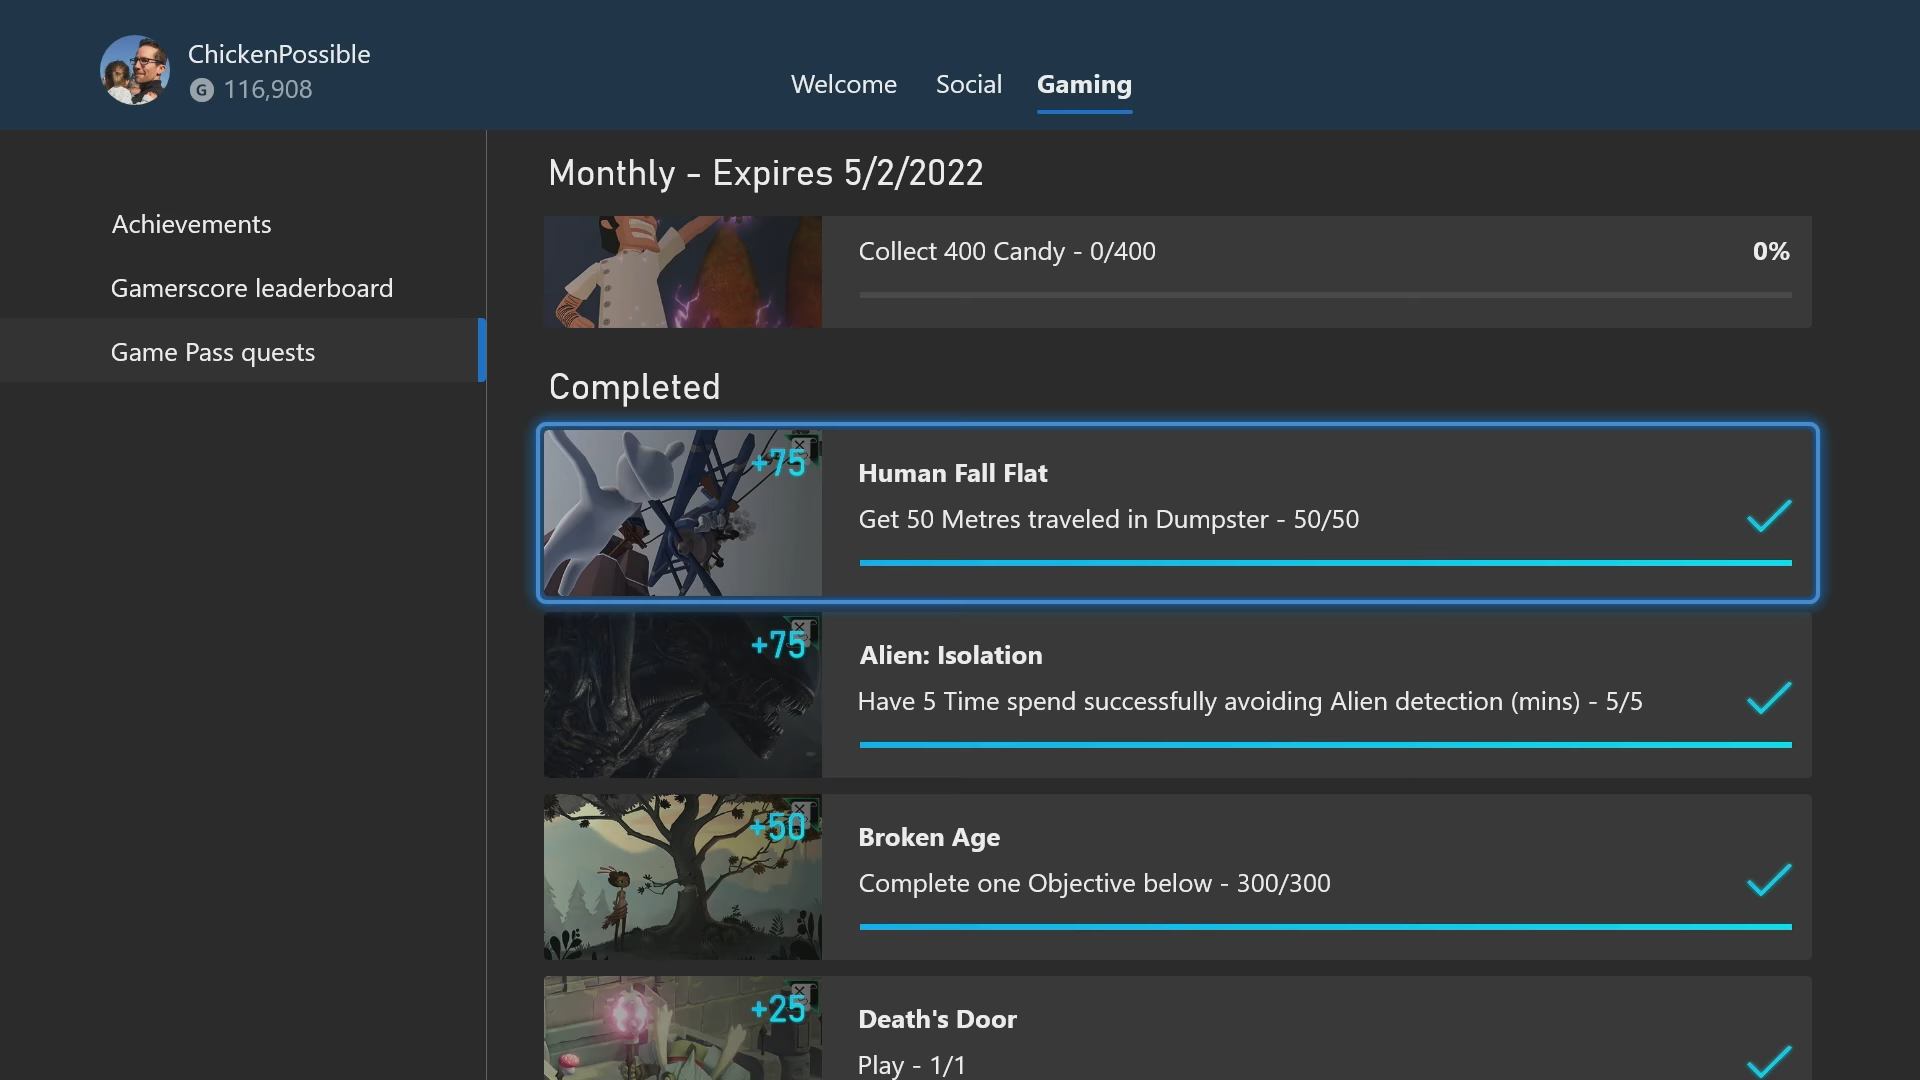 ChickenPossible
G 116,908
Welcome
Social
Gaming
Achievements
Gamerscore leaderboard
Game Pass quests
Monthly - Expires 5/2/2022
Collect 400 Candy - 0/400
0%
Completed
+75
Human Fall Flat
Get 50 Metres traveled in Dumpster - 50/50
+75
Alien: Isolation
Have 5 Time spend successfully avoiding Alien detection (mins) - 5/5
+50
Broken Age
Complete one Objective below - 300/300
+25
Death's Door
Play - 1/1